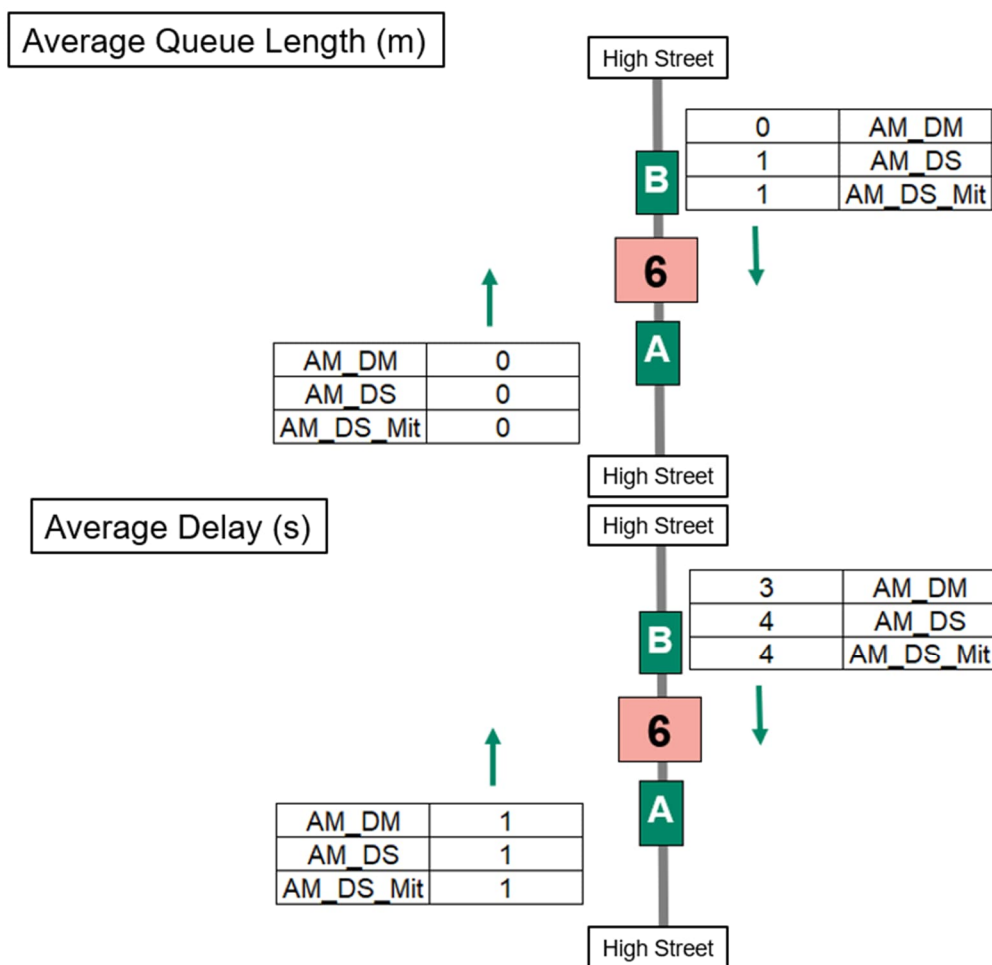 Average Queue Length (m)
High Street
0 AM_DM
1 AM_DS
1 AM_DS_Mit
B
6
A
AM_DM 0
AM_DS 0
AM_DS_Mit 0
High Street
Average Delay (s)
High Street
3 AM_DM
4 AM_DS
4 AM_DS_Mit
B
6
A
AM_DM 1
AM_DS 1
AM_DS_Mit 1
High Street